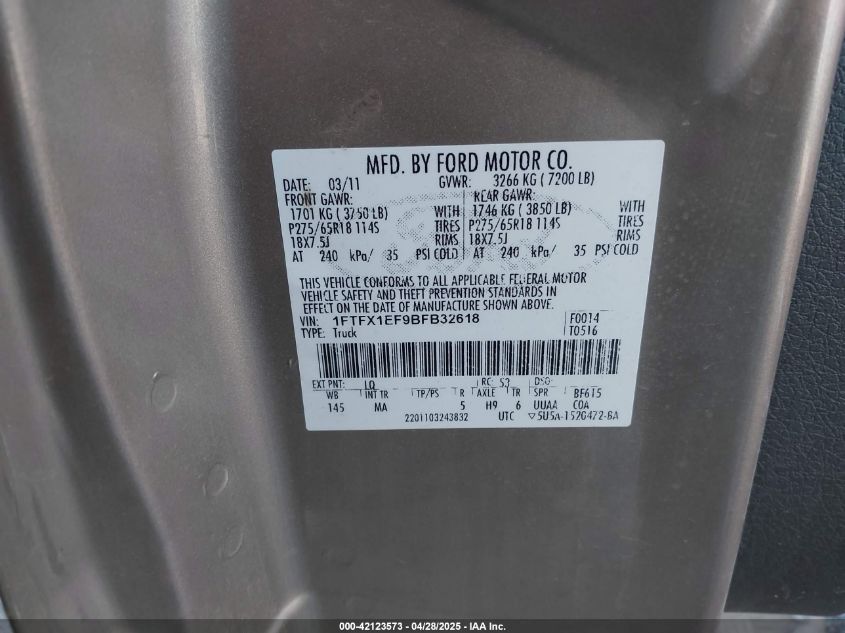 MFD. BY FORD MOTOR CO.
DATE: 03/11 GVWR: 3266 KG ( 7200 LB)
FRONT GAWR: REAR GAWR:
1701 KG ( 3750 LB) WITH 1746 KG ( 3850 LB) WITH
P275/65R18 114S TIRES P275/65R18 114S TIRES
18X7.5J RIMS 18X7.5J RIMS
AT 240 kPa/ 35 PSI COLD AT 240 kPa/ 35 PSI COLD
THIS VEHICLE CONFORMS TO ALL APPLICABLE FEDERAL MOTOR
VEHICLE SAFETY AND THEFT PREVENTION STANDARDS IN
EFFECT ON THE DATE OF MANUFACTURE SHOWN ABOVE.
VIN: 1FTFX1EF9BFB32618 F0014
TYPE: Truck T0516
EXT PNT: LQ RC: 53 DSO:
WB INT TR TP/PS R AXLE TR SPR BF615
145 MA 5 H9 6 UUAA COA
2201103243832 UTC ▽5U5A-1520472-BA
000-42123573 - 04/28/2025 - IAA Inc.